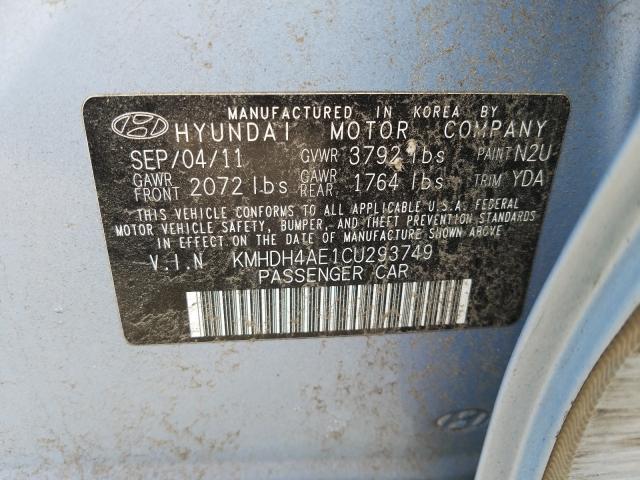 MANUFACTURED IN KOREA BY
HYUNDAI MOTOR COMPANY
SEP/04/11 GVWR 3792 lbs PAINT N2U
GAWR FRONT 2072 lbs GAWR REAR 1764 lbs TRIM YDA
THIS VEHICLE CONFORMS TO ALL APPLICABLE U.S.A. FEDERAL
MOTOR VEHICLE SAFETY, BUMPER, AND THEFT PREVENTION STANDARDS
IN EFFECT ON THE DATE OF MANUFACTURE SHOWN ABOVE.
V.I.N KMHDH4AE1CU293749
PASSENGER CAR